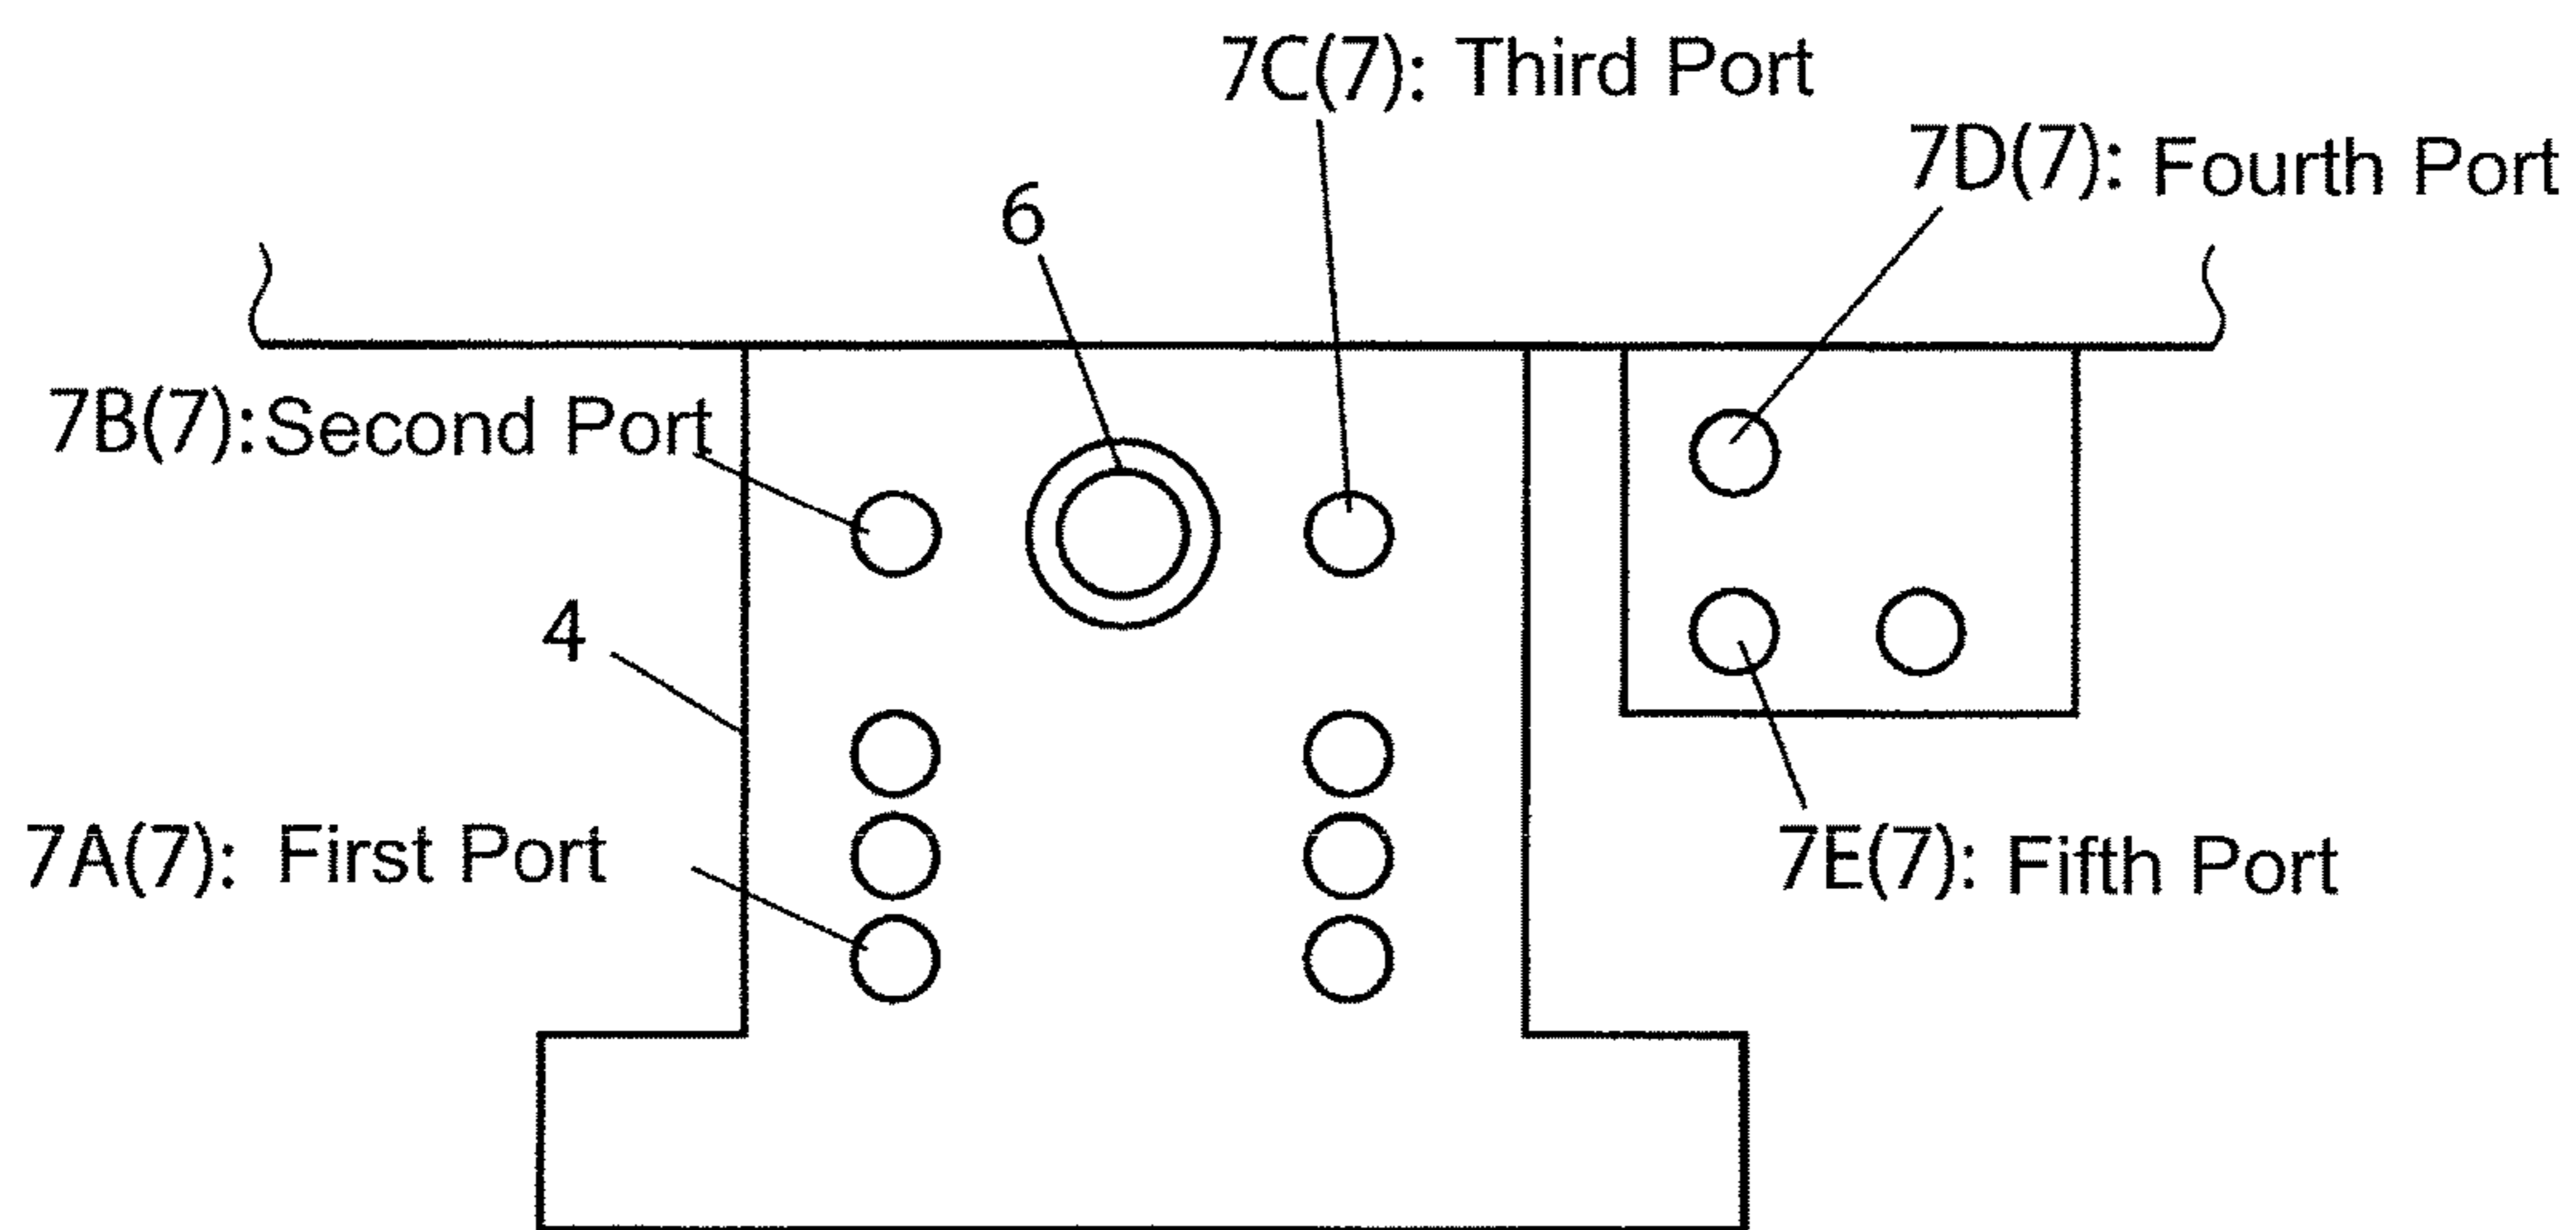 7C(7): Third Port
7D(7): Fourth Port
6
7B(7):Second Port
4
7A(7): First Port
7E(7): Fifth Port